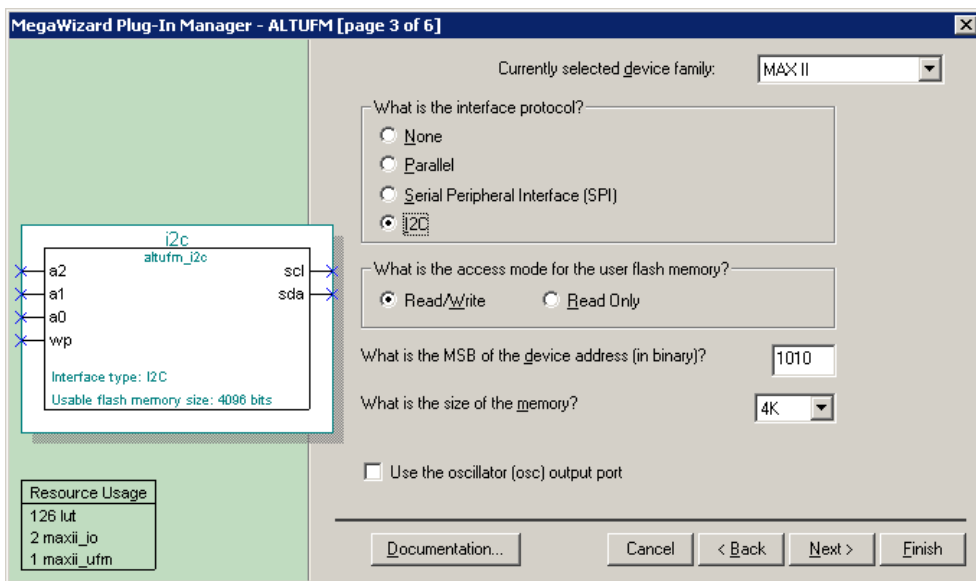 MegaWizard Plug-In Manager - ALTUFM [page 3 of 6]
Currently selected device family:
MAX II
What is the interface protocol?
None
Parallel
Serial Peripheral Interface (SPI)
I2C
i2c
altufm_i2c
a2
scl
a1
sda
a0
wp
Interface type: I2C
Usable flash memory size: 4096 bits
What is the access mode for the user flash memory?
Read/Write
Read Only
What is the MSB of the device address (in binary)?
1010
What is the size of the memory?
4K
Use the oscillator (osc) output port
Resource Usage
126 lut
2 maxii_io
1 maxii_ufm
Documentation...
Cancel
< Back
Next >
Finish